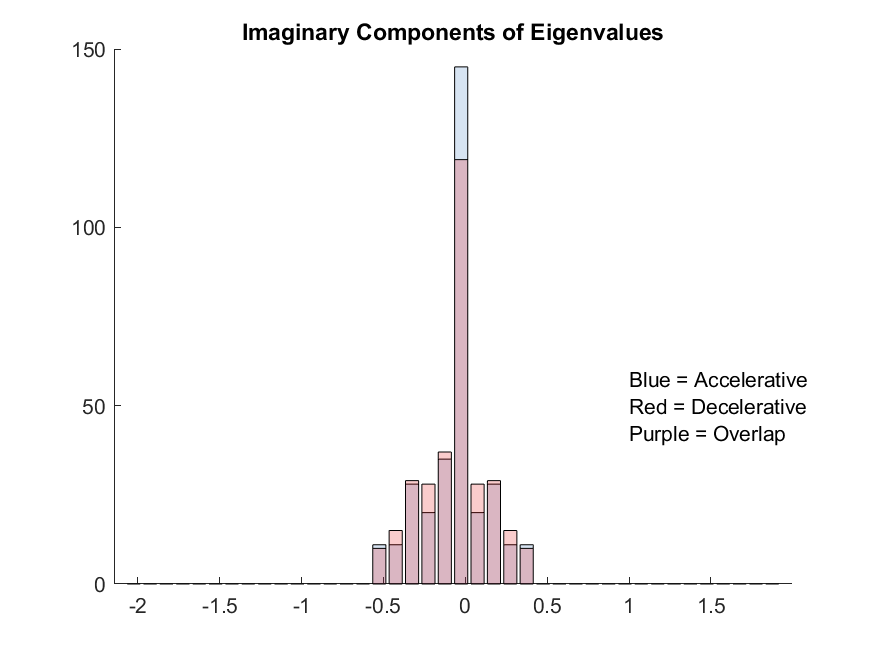 Imaginary Components of Eigenvalues
150
100
50
0
Blue = Accelerative
Red = Decelerative
Purple = Overlap
-2 -1.5 -1 -0.5 0 0.5 1 1.5